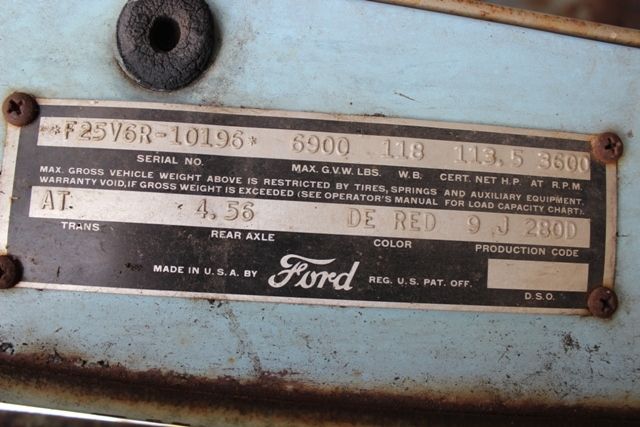 *F25V6R-10196* 6900 118 113.5 3600
SERIAL NO. MAX. G.V.W. LBS. W.B. CERT. NET H.P. AT R.P.M.
MAX. GROSS VEHICLE WEIGHT ABOVE IS RESTRICTED BY TIRES, SPRINGS AND AUXILIARY EQUIPMENT.
WARRANTY VOID, IF GROSS WEIGHT IS EXCEEDED (SEE OPERATOR'S MANUAL FOR LOAD CAPACITY CHART).
AT. 4.56 DE RED 9 J 280D
TRANS. REAR AXLE COLOR PRODUCTION CODE
MADE IN U.S.A. BY Ford REG. U.S. PAT. OFF.
D.S.O.